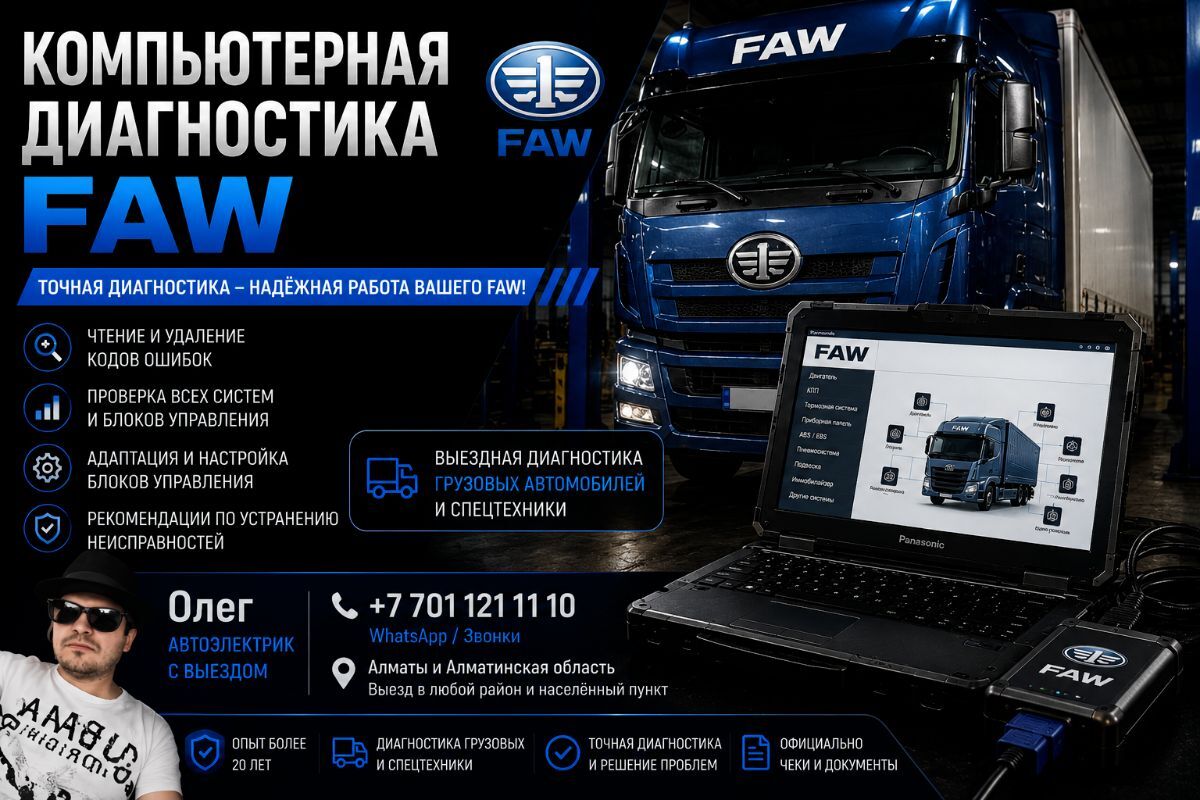 КОМПЬЮТЕРНАЯ
ДИАГНОСТИКА
FAW
FAW
ТОЧНАЯ ДИАГНОСТИКА – НАДЁЖНАЯ РАБОТА ВАШЕГО FAW!
ЧТЕНИЕ И УДАЛЕНИЕ
КОДОВ ОШИБОК
ПРОВЕРКА ВСЕХ СИСТЕМ
И БЛОКОВ УПРАВЛЕНИЯ
АДАПТАЦИЯ И НАСТРОЙКА
БЛОКОВ УПРАВЛЕНИЯ
РЕКОМЕНДАЦИИ ПО УСТРАНЕНИЮ
НЕИСПРАВНОСТЕЙ
ВЫЕЗДНАЯ ДИАГНОСТИКА
ГРУЗОВЫХ АВТОМОБИЛЕЙ
И СПЕЦТЕХНИКИ
FAW
Panasonic
FAW
Двигатель
КПП
Тормозная система
Приборная панель
ABS / EBS
Пневмосистема
Подвеска
Иммобилайзер
Другие системы
FAW
Panasonic
FAW
Олег
АВТОЭЛЕКТРИК
С ВЫЕЗДОМ
+7 701 121 11 10
WhatsApp / Звонки
Алматы и Алматинская область
Выезд в любой район и населённый пункт
ОПЫТ БОЛЕЕ
20 ЛЕТ
ДИАГНОСТИКА ГРУЗОВЫХ
И СПЕЦТЕХНИКИ
ТОЧНАЯ ДИАГНОСТИКА
И РЕШЕНИЕ ПРОБЛЕМ
ОФИЦИАЛЬНО
ЧЕКИ И ДОКУМЕНТЫ